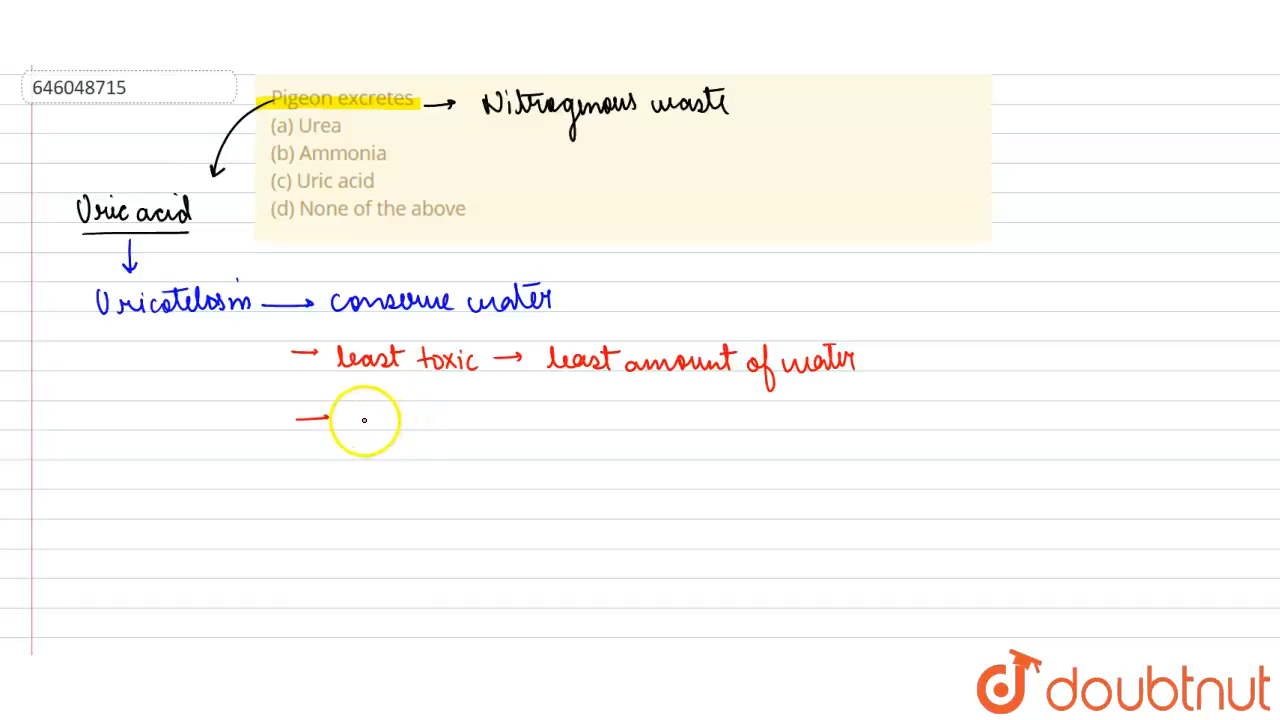 646048715
Pigeon excretes → Nitrogenous waste
(a) Urea
(b) Ammonia
(c) Uric acid
(d) None of the above
Uric acid
↓
Uricotelosim → conserve water
→ least toxic → least amount of water
→
doubtnut